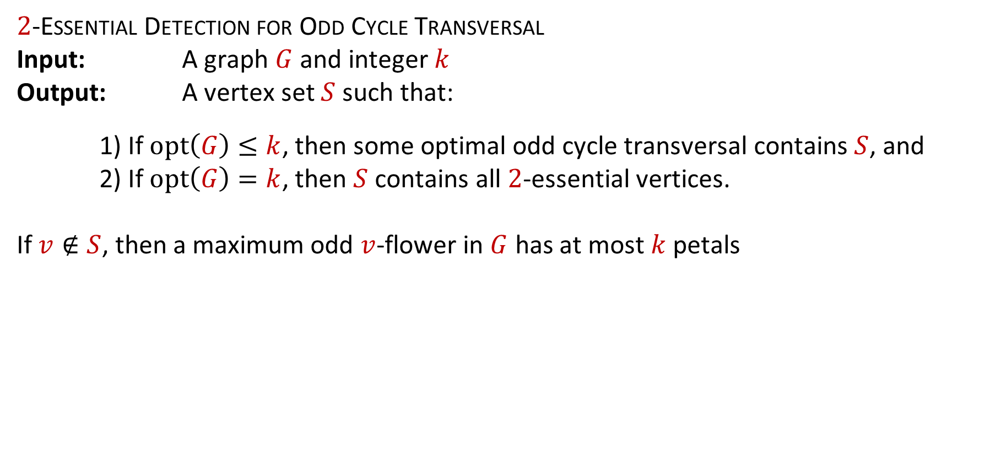 2-Essential Detection for Odd Cycle Transversal
Input: A graph G and integer k
Output: A vertex set S such that:
1) If opt(G) ≤ k, then some optimal odd cycle transversal contains S, and
2) If opt(G) = k, then S contains all 2-essential vertices.
If v ∉ S, then a maximum odd v-flower in G has at most k petals